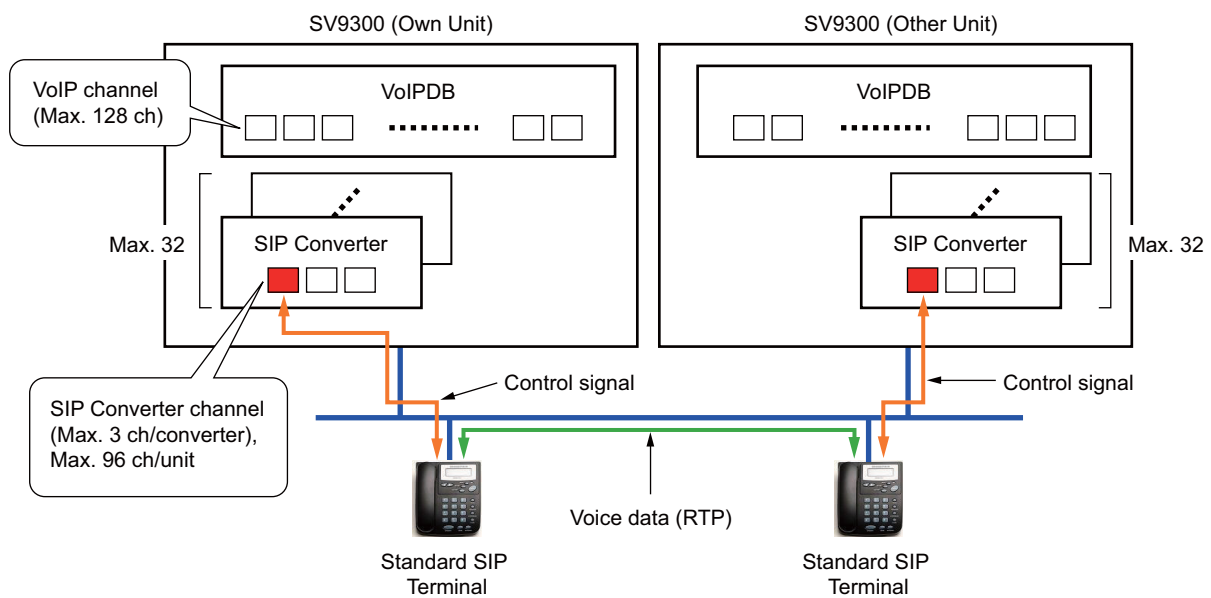 SV9300 (Own Unit)
SV9300 (Other Unit)
VoIP channel
(Max. 128 ch)
VoIPDB
VoIPDB
Max. 32
SIP Converter
SIP Converter
Max. 32
SIP Converter channel
(Max. 3 ch/converter),
Max. 96 ch/unit
Control signal
Control signal
Voice data (RTP)
Standard SIP
Terminal
Standard SIP
Terminal